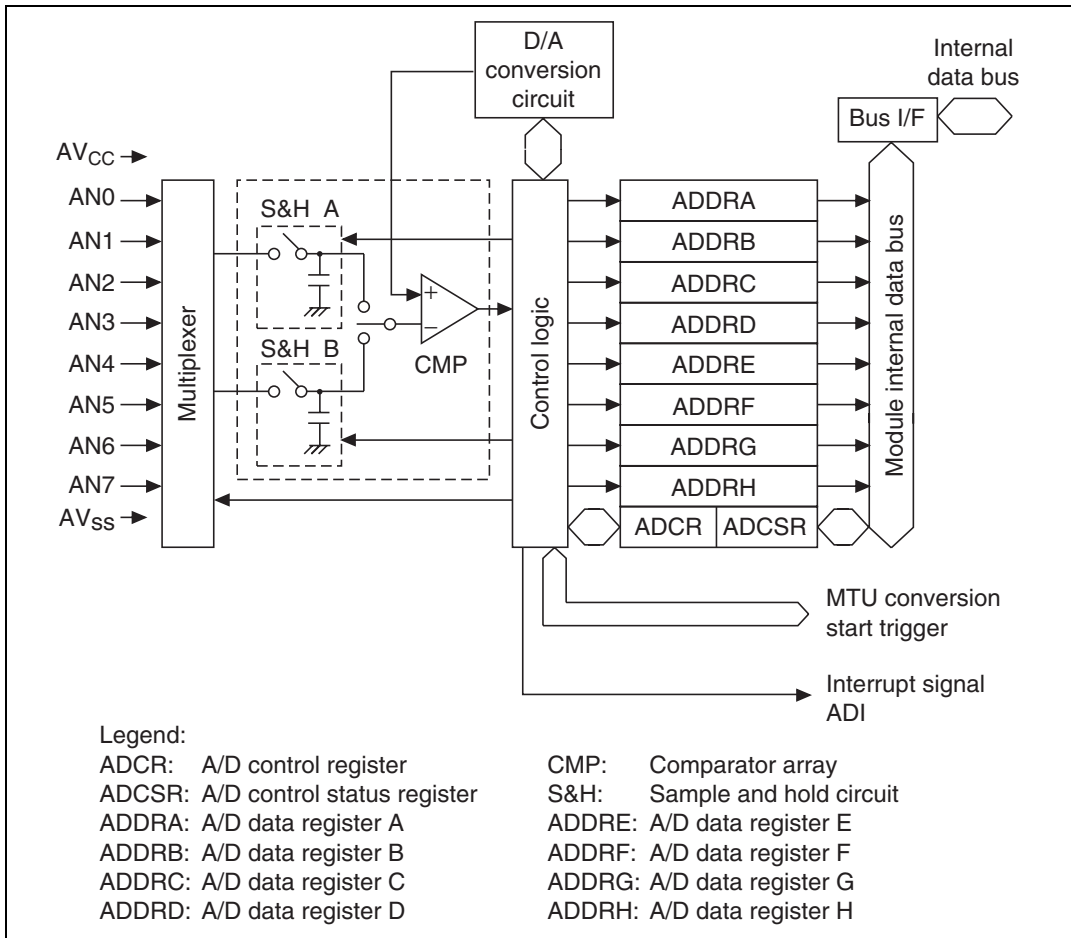 D/A
conversion
circuit
Internal
data bus
Bus I/F
AVCC
AN0
AN1
AN2
AN3
AN4
AN5
AN6
AN7
AVSS
Multiplexer
S&H A
S&H B
+
−
CMP
Control logic
ADDRA
ADDRB
ADDRC
ADDRD
ADDRE
ADDRF
ADDRG
ADDRH
ADCR ADCSR
Module internal data bus
MTU conversion
start trigger
Interrupt signal
ADI
Legend:
ADCR: A/D control register
ADCSR: A/D control status register
ADDRA: A/D data register A
ADDRB: A/D data register B
ADDRC: A/D data register C
ADDRD: A/D data register D
CMP: Comparator array
S&H: Sample and hold circuit
ADDRE: A/D data register E
ADDRF: A/D data register F
ADDRG: A/D data register G
ADDRH: A/D data register H